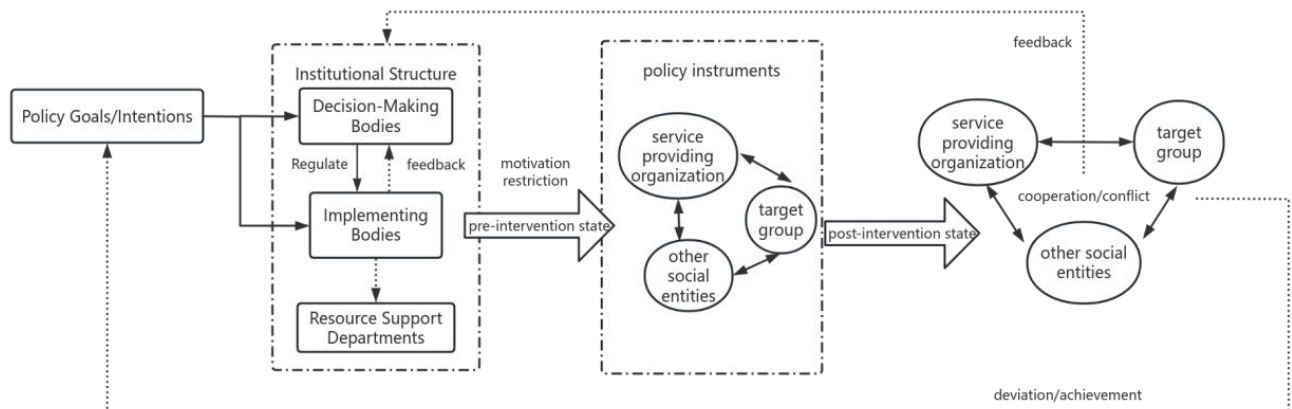 feedback
Institutional Structure
policy instruments
Policy Goals/Intentions
Decision-Making
Bodies
Regulate
feedback
Implementing
Bodies
Resource Support
Departments
motivation
restriction
pre-intervention state
service
providing
organization
target
group
other
social
entities
post-intervention state
service
providing
organization
target
group
cooperation/conflict
other social
entities
deviation/achievement